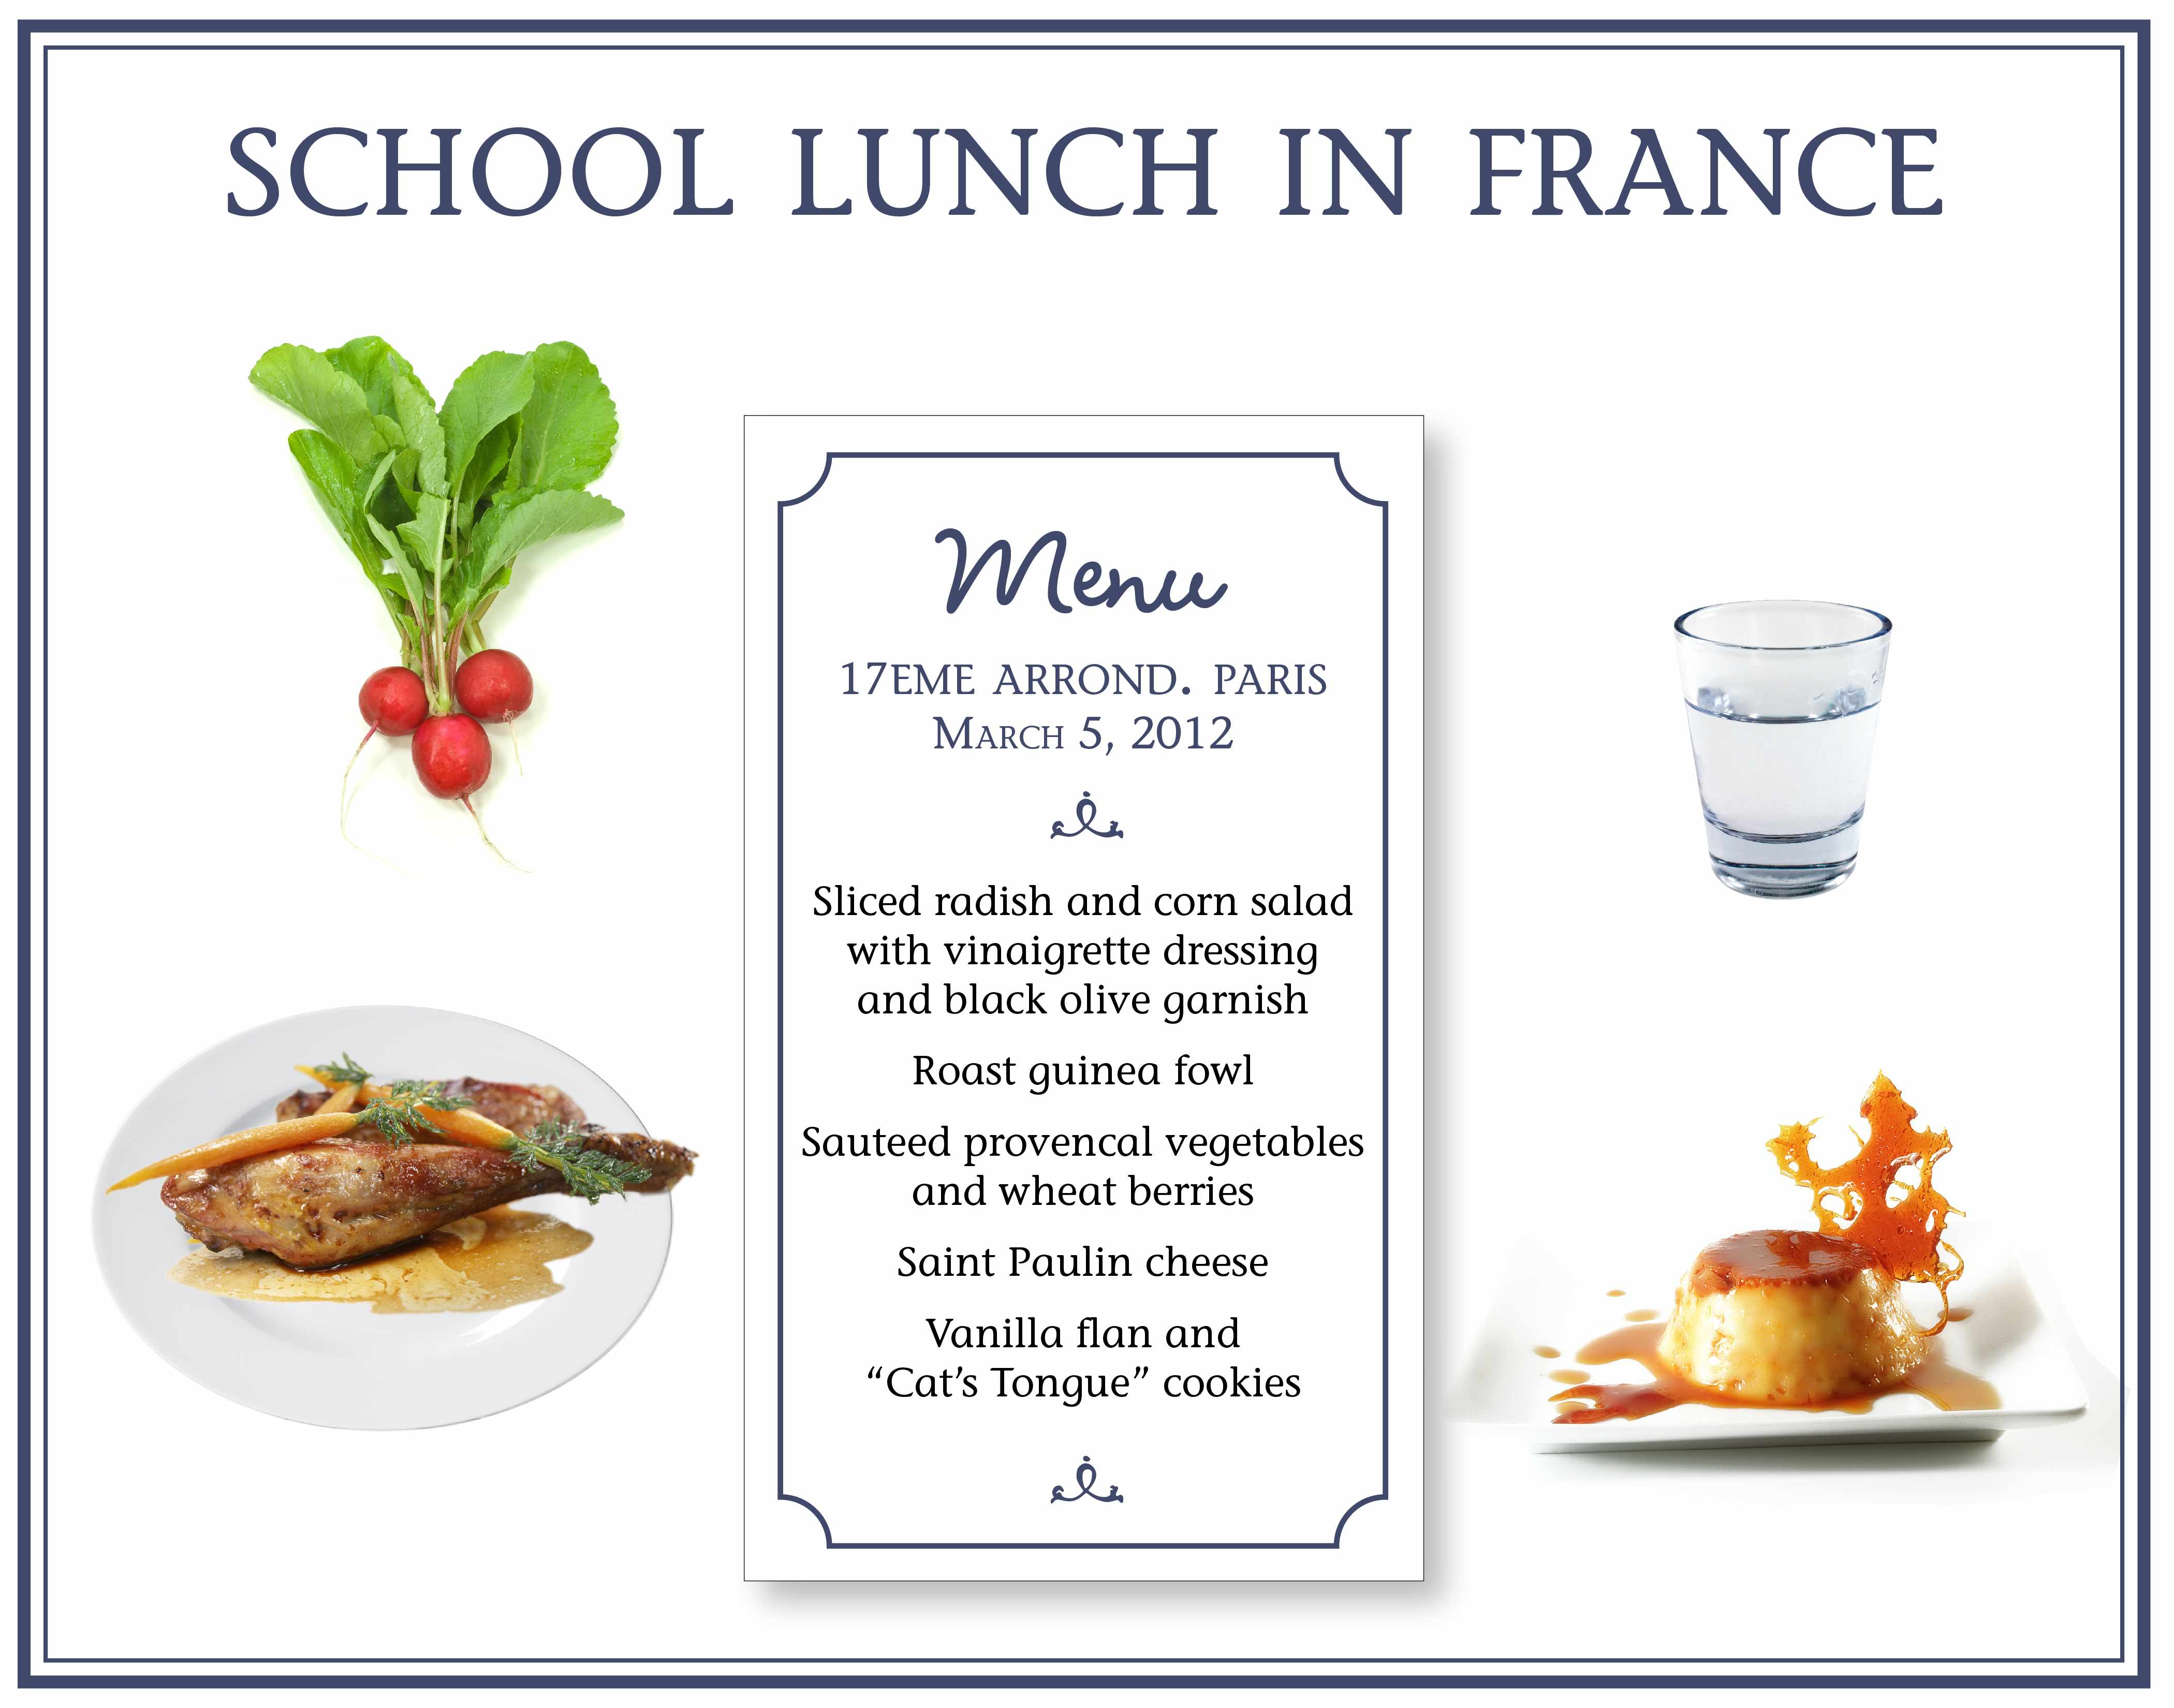 SCHOOL LUNCH IN FRANCE
Menu
17EME ARROND. PARIS
MARCH 5, 2012
Sliced radish and corn salad
with vinaigrette dressing
and black olive garnish
Roast guinea fowl
Sauteed provencal vegetables
and wheat berries
Saint Paulin cheese
Vanilla flan and
“Cat’s Tongue” cookies